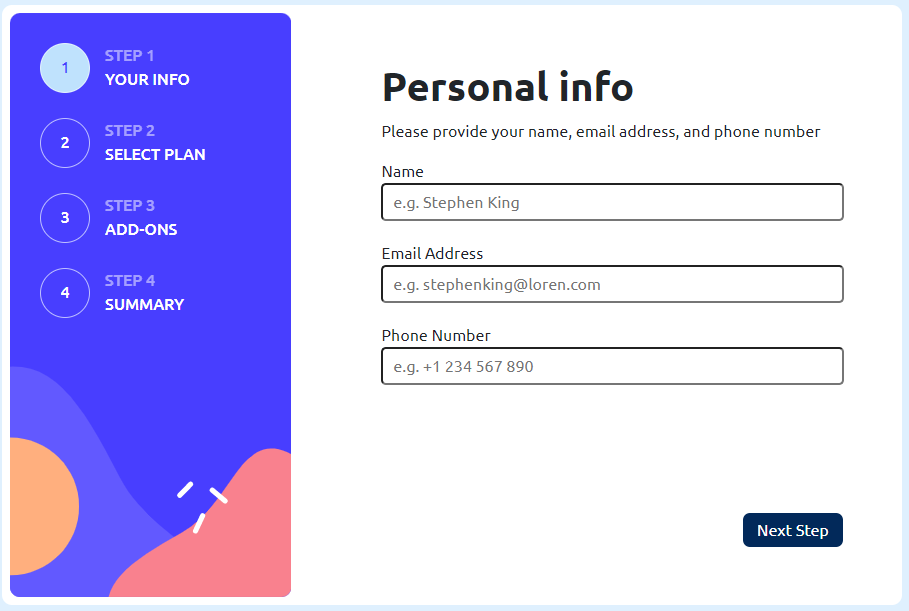 1
STEP 1
YOUR INFO
2
STEP 2
SELECT PLAN
3
STEP 3
ADD-ONS
4
STEP 4
SUMMARY
Personal info
Please provide your name, email address, and phone number
Name
e.g. Stephen King
Email Address
e.g. stephenking@loren.com
Phone Number
e.g. +1 234 567 890
Next Step